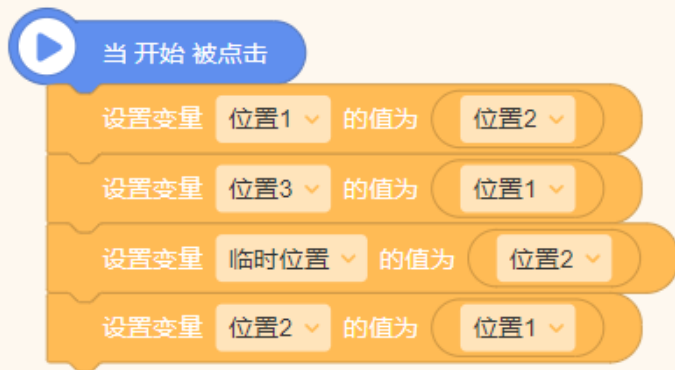 当 开始 被点击
设置变量 位置1 的值为 位置2
设置变量 位置3 的值为 位置1
设置变量 临时位置 的值为 位置2
设置变量 位置2 的值为 位置1